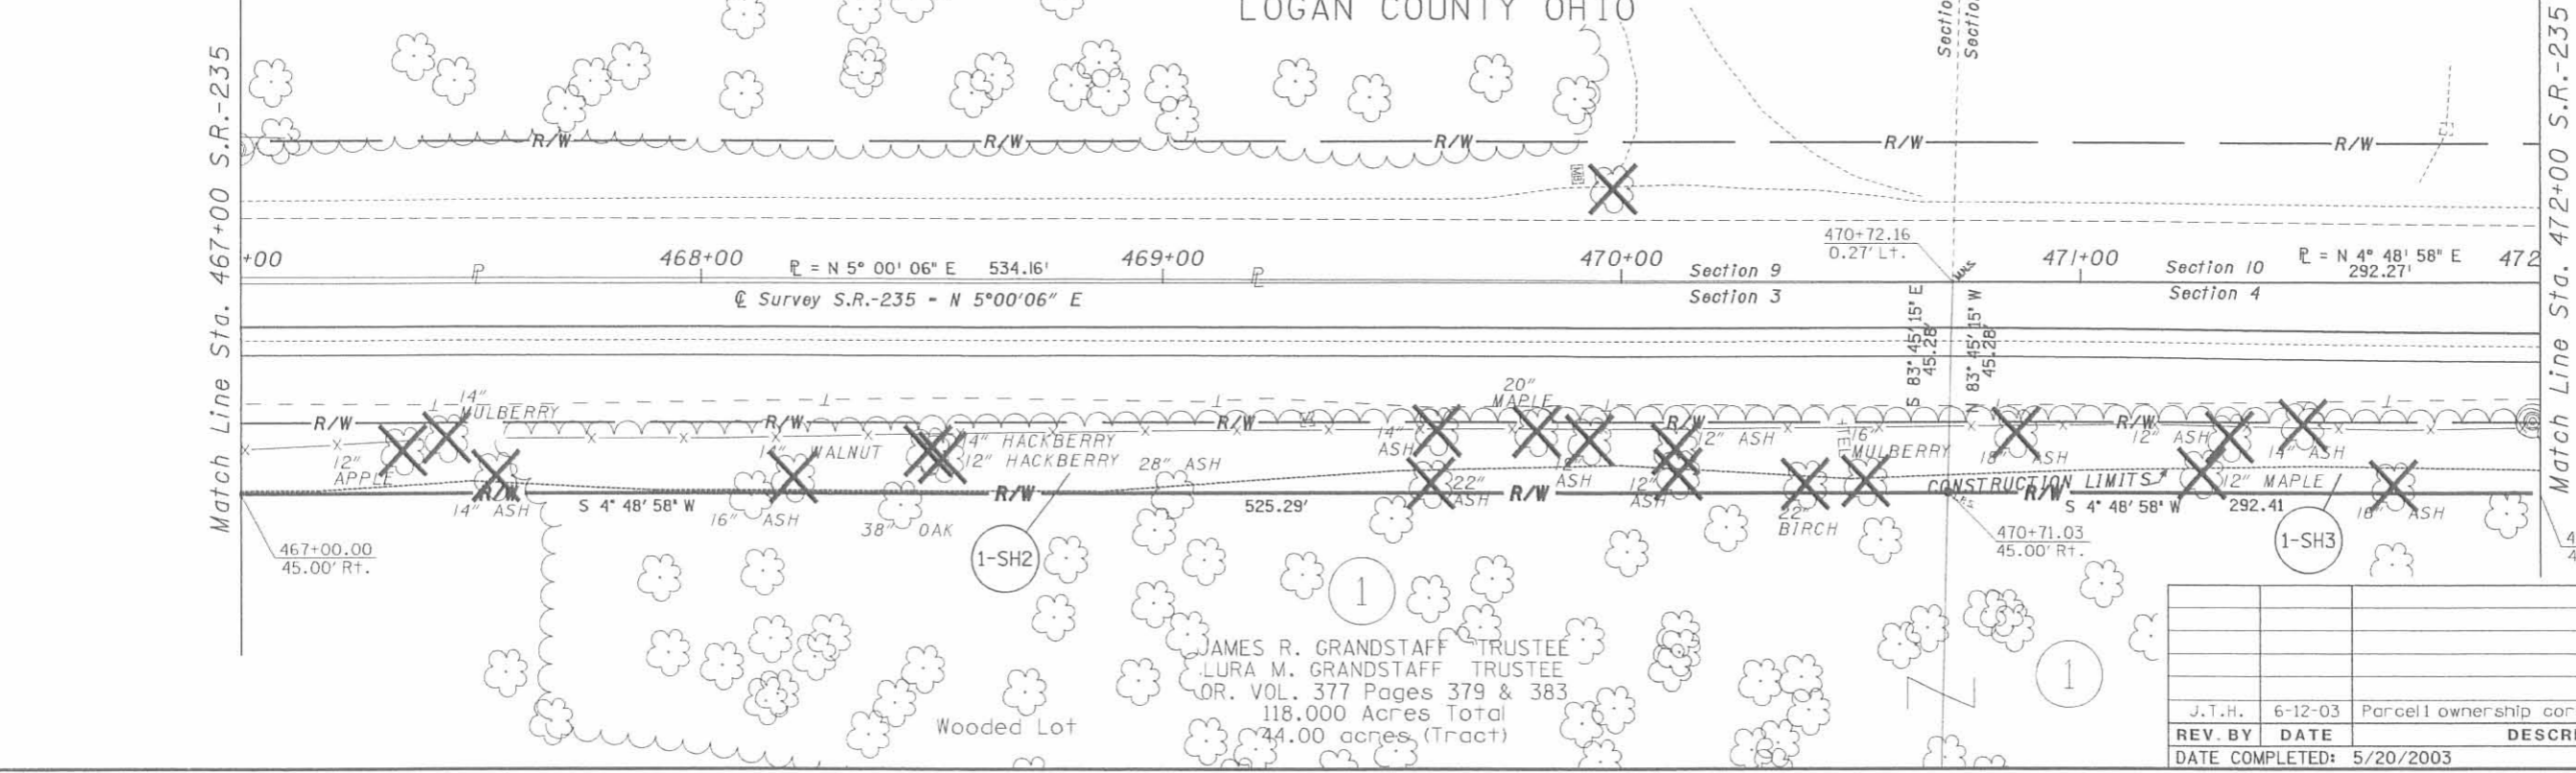 LOGAN COUNTY OHIO
Match Line Sta. 467+00 S.R.-235
Match Line Sta. 472+00 S.R.-235
R/W
R/W
R/W
R/W
R/W
MB
+00
468+00
469+00
470+00
471+00
472
P = N 5° 00' 06" E 534.16'
℄ Survey S.R.-235 - N 5°00'06" E
Section 9
Section 3
470+72.16
0.27' Lt.
Section 10
Section 4
P = N 4° 48' 58" E
292.27'
S 83° 45' 15" E
45.28'
N 83° 45' 15" W
45.28'
14"
MULBERRY
20"
MAPLE
R/W
R/W
R/W
R/W
R/W
12"
APPLE
14" WALNUT
14" HACKBERRY
12" HACKBERRY
28" ASH
14"
ASH
12" ASH
16"
MULBERRY
12" ASH
18" ASH
14" ASH
22"
ASH
12"
ASH
12"
ASH
CONSTRUCTION LIMITS
12" MAPLE
R/W
R/W
R/W
R/W
14" ASH
S 4° 48' 58" W
16" ASH
38" OAK
525.29'
22"
BIRCH
S 4° 48' 58" W
292.41
ASH
467+00.00
45.00' Rt.
1-SH2
470+71.03
45.00' Rt.
1-SH3
1
1
JAMES R. GRANDSTAFF TRUSTEE
LURA M. GRANDSTAFF TRUSTEE
OR. VOL. 377 Pages 379 & 383
118.000 Acres Total
44.00 acres (Tract)
Wooded Lot
J.T.H. 6-12-03 Parcel1 ownership cor
REV. BY DATE DESCRI
DATE COMPLETED: 5/20/2003